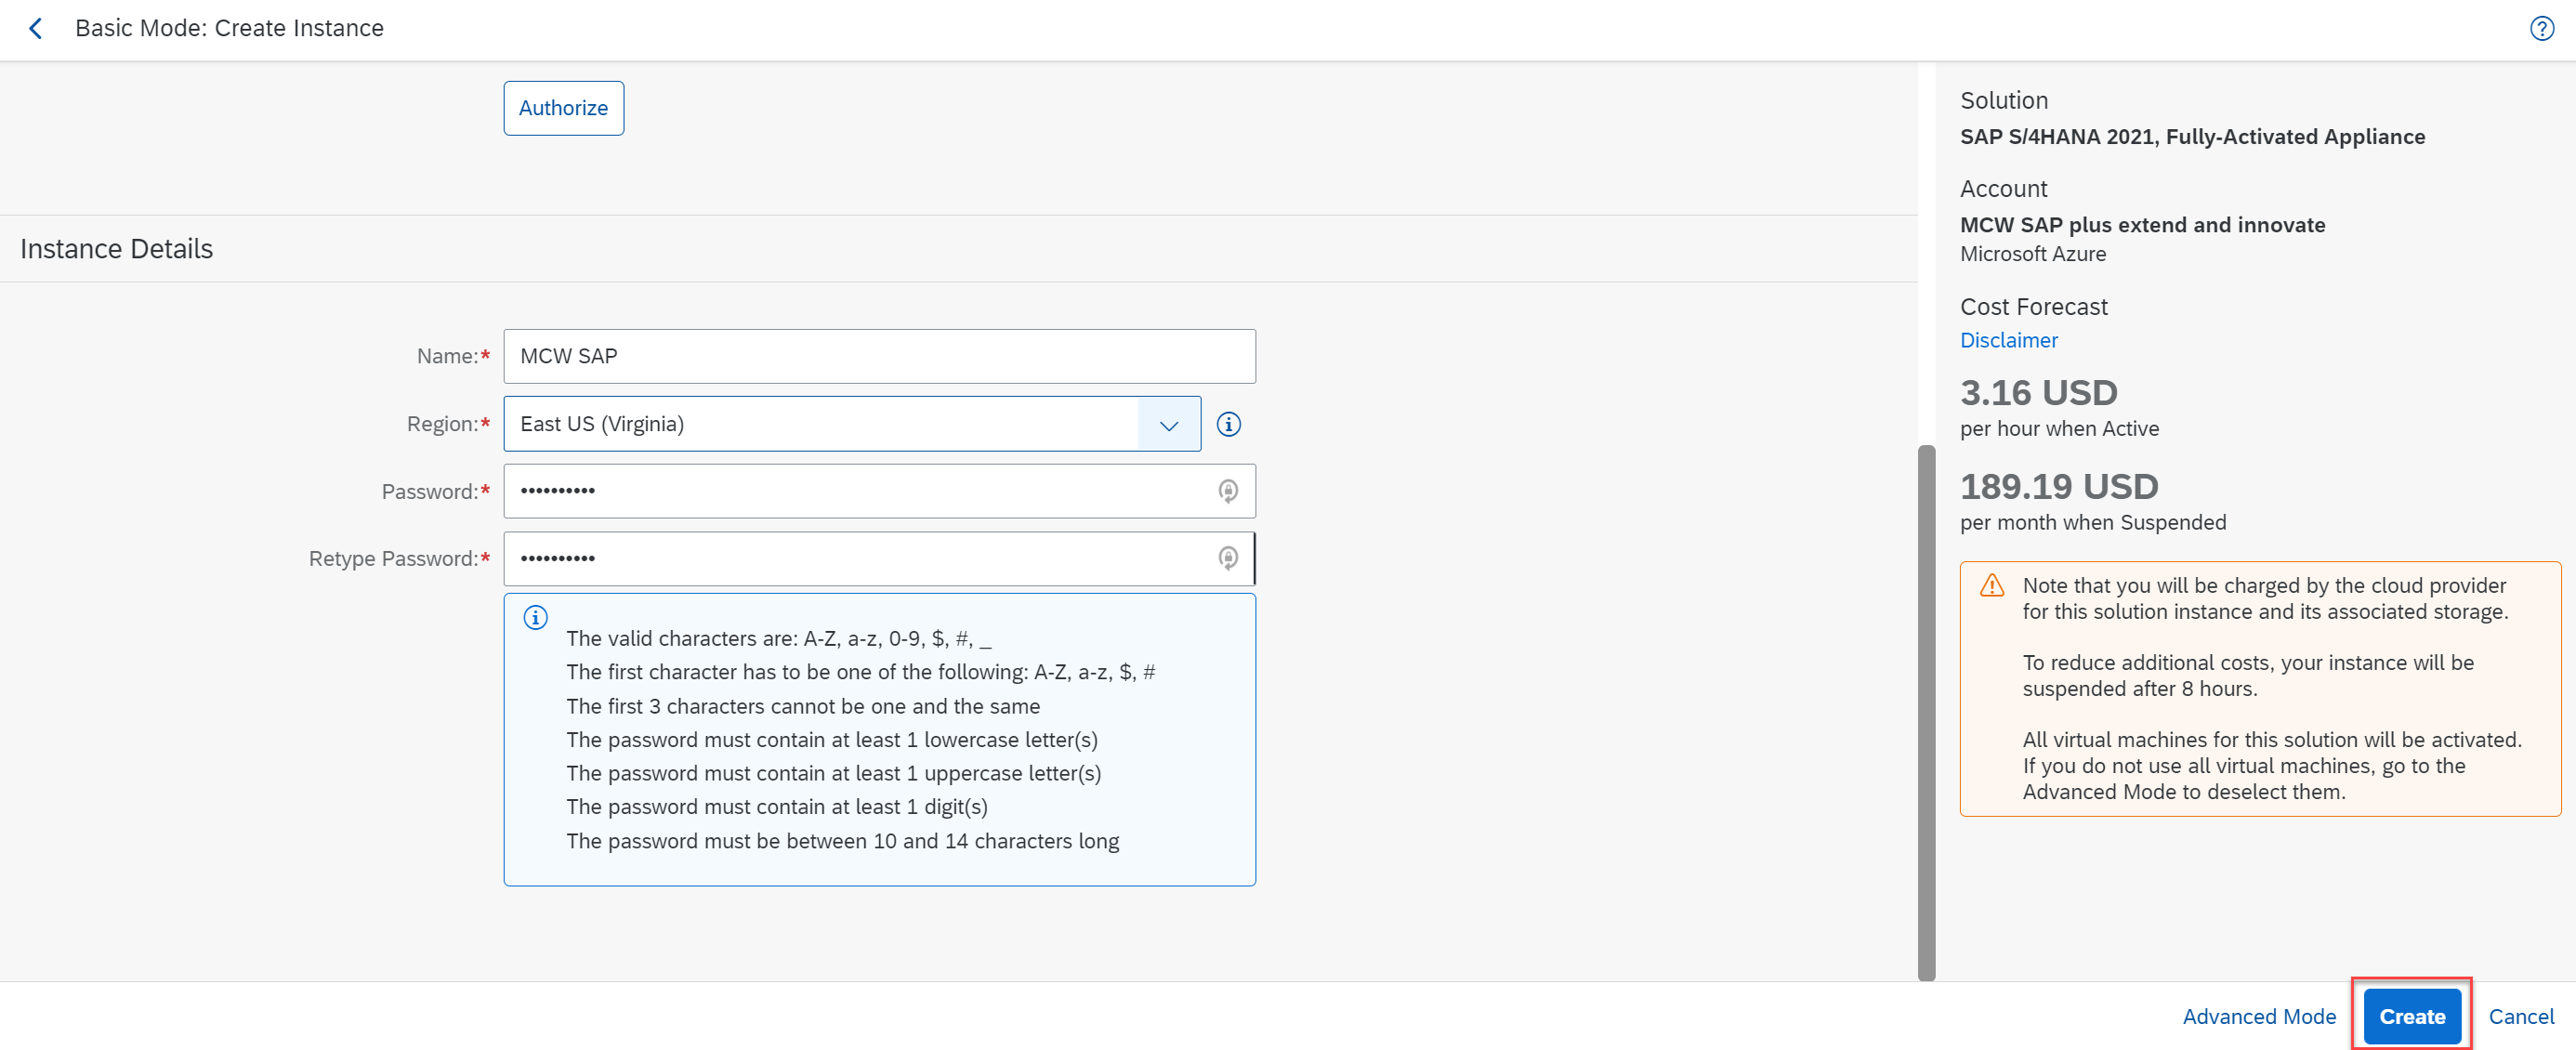 Basic Mode: Create Instance
Authorize
Instance Details
Name:*
MCW SAP
Region:*
East US (Virginia)
Password:*
••••••••••
Retype Password:*
••••••••••
The valid characters are: A-Z, a-z, 0-9, $, #, _
The first character has to be one of the following: A-Z, a-z, $, #
The first 3 characters cannot be one and the same
The password must contain at least 1 lowercase letter(s)
The password must contain at least 1 uppercase letter(s)
The password must contain at least 1 digit(s)
The password must be between 10 and 14 characters long
Solution
SAP S/4HANA 2021, Fully-Activated Appliance
Account
MCW SAP plus extend and innovate
Microsoft Azure
Cost Forecast
Disclaimer
3.16 USD
per hour when Active
189.19 USD
per month when Suspended
Note that you will be charged by the cloud provider
for this solution instance and its associated storage.
To reduce additional costs, your instance will be
suspended after 8 hours.
All virtual machines for this solution will be activated.
If you do not use all virtual machines, go to the
Advanced Mode to deselect them.
Advanced Mode
Create
Cancel